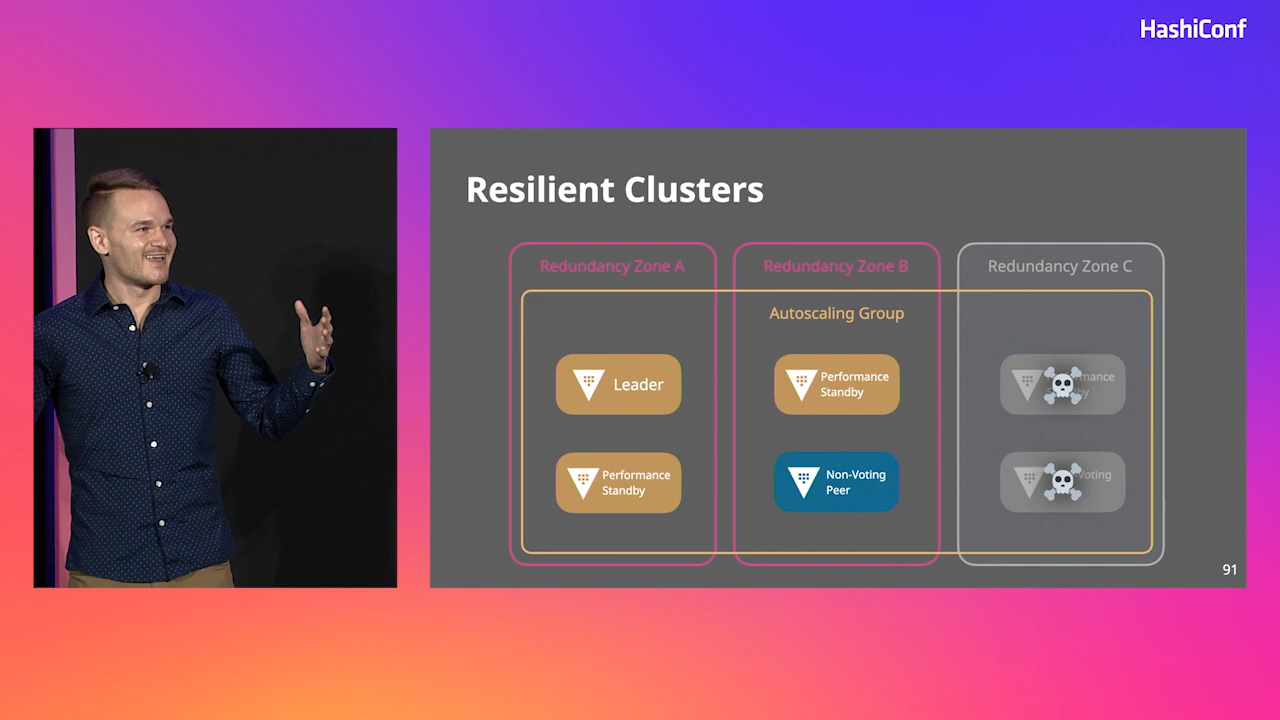 HashiConf
Resilient Clusters
Redundancy Zone A
Redundancy Zone B
Redundancy Zone C
Autoscaling Group
Leader
Performance
Standby
Performance
Standby
Non-Voting
Peer
91